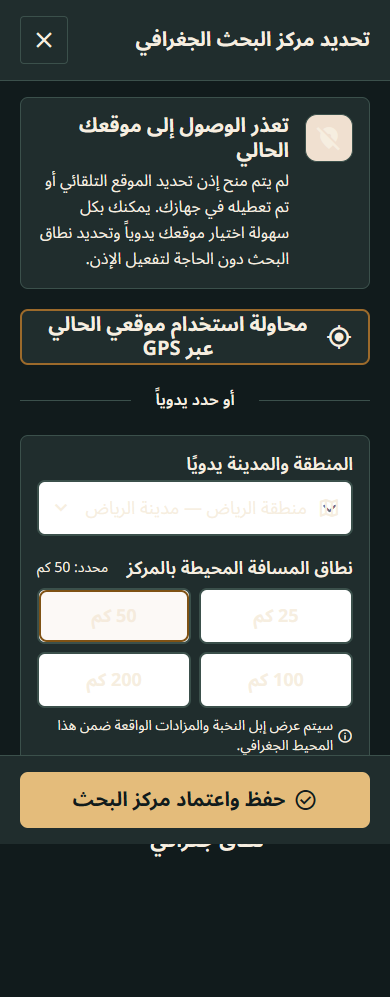 تحديد مركز البحث الجغرافي
تعذر الوصول إلى موقعك
الحالي
لم يتم منح إذن تحديد الموقع التلقائي أو
تم تعطيله في جهازك. يمكنك بكل
سهولة اختيار موقعك يدوياً وتحديد نطاق
البحث دون الحاجة لتفعيل الإذن.
محاولة استخدام موقعي الحالي
عبر GPS
أو حدد يدوياً
المنطقة والمدينة يدويًا
منطقة الرياض — مدينة الرياض
نطاق المسافة المحيطة بالمركز
محدد: 50 كم
25 كم
50 كم
100 كم
200 كم
سيتم عرض إبل النخبة والمزادات الواقعة ضمن هذا
المحيط الجغرافي.
حفظ واعتماد مركز البحث